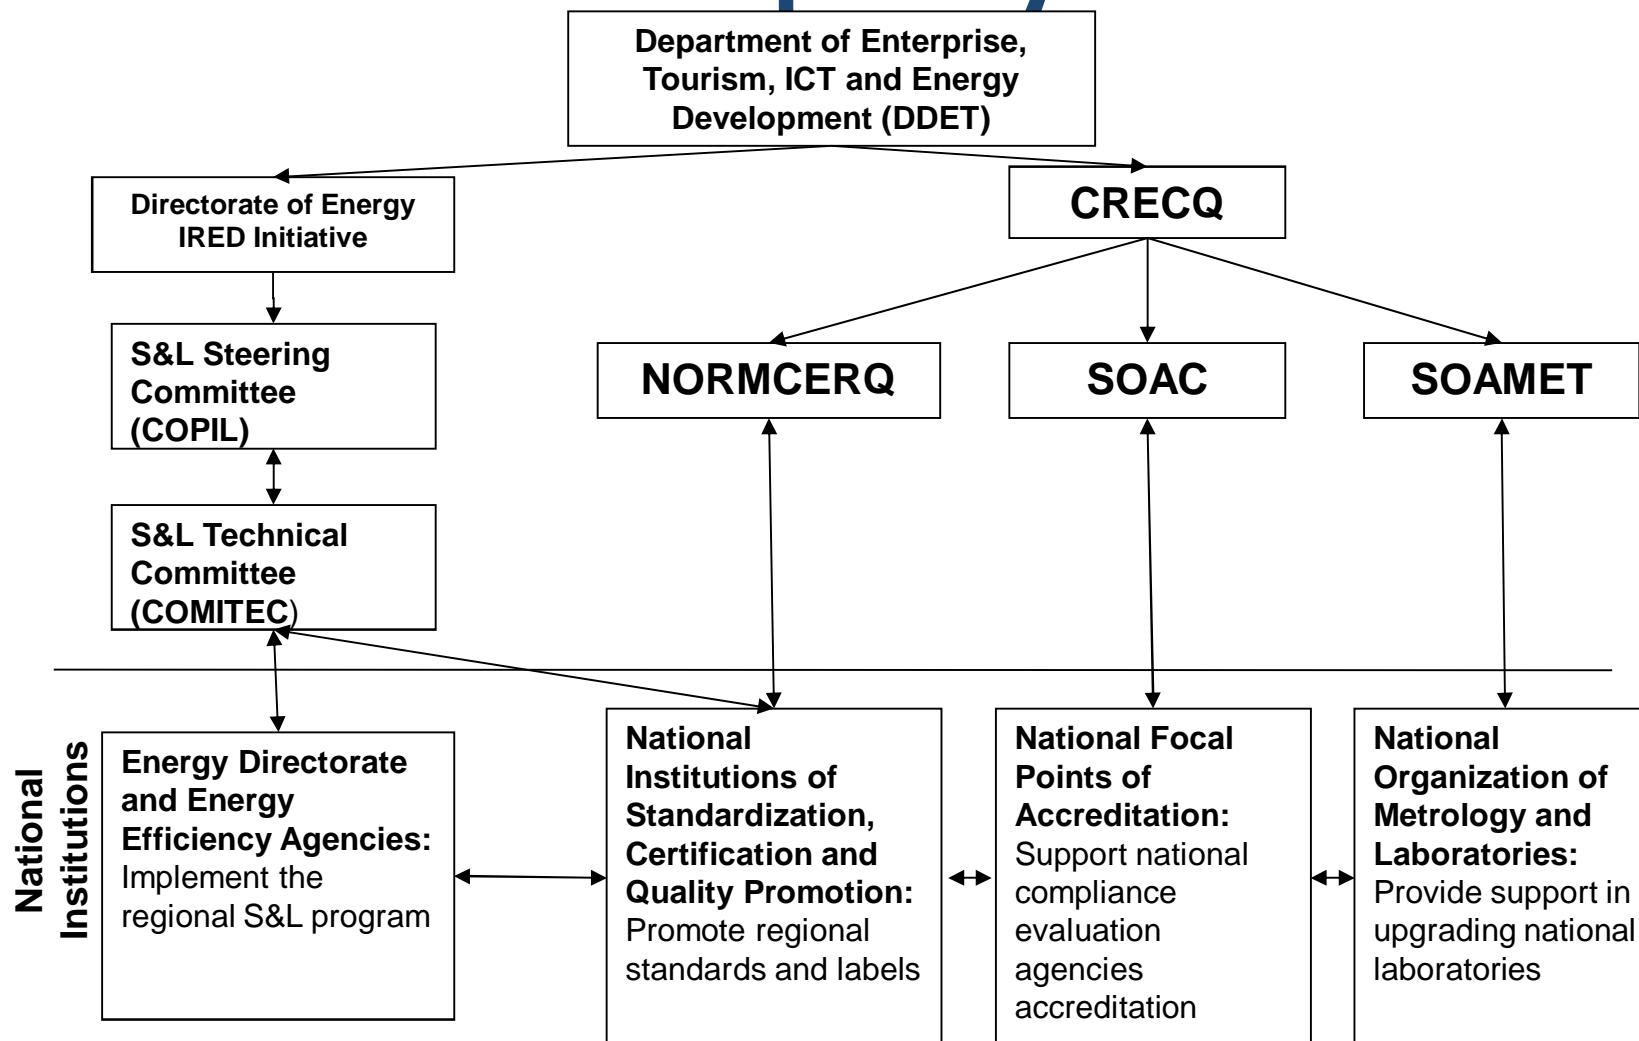 Department of Enterprise,
Tourism, ICT and Energy
Development (DDET)
Directorate of Energy
IRED Initiative
CRECQ
S&L Steering
Committee
(COPIL)
NORMCERQ
SOAC
SOAMET
S&L Technical
Committee
(COMITEC)
National
Institutions
Energy Directorate
and Energy
Efficiency Agencies:
Implement the
regional S&L program
National
Institutions of
Standardization,
Certification and
Quality Promotion:
Promote regional
standards and labels
National Focal
Points of
Accreditation:
Support national
compliance
evaluation
agencies
accreditation
National
Organization of
Metrology and
Laboratories:
Provide support in
upgrading national
laboratories